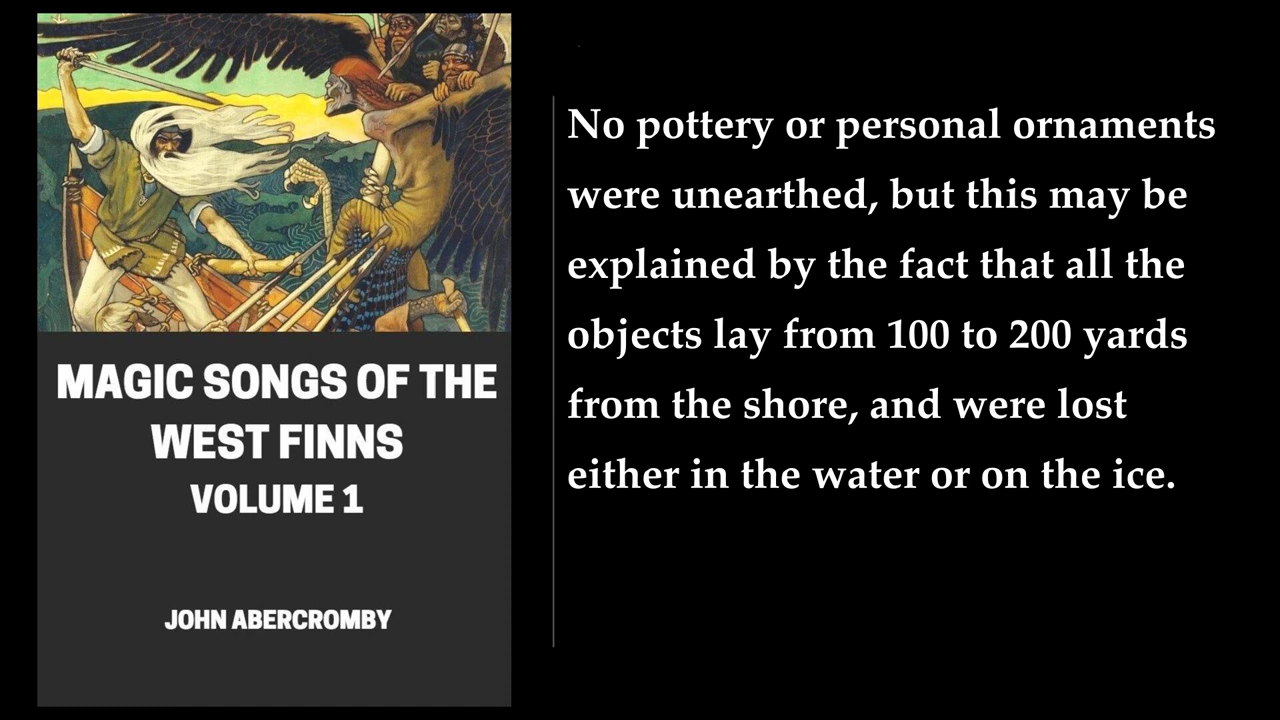 MAGIC SONGS OF THE
WEST FINNS
VOLUME 1
JOHN ABERCROMBY
No pottery or personal ornaments
were unearthed, but this may be
explained by the fact that all the
objects lay from 100 to 200 yards
from the shore, and were lost
either in the water or on the ice.